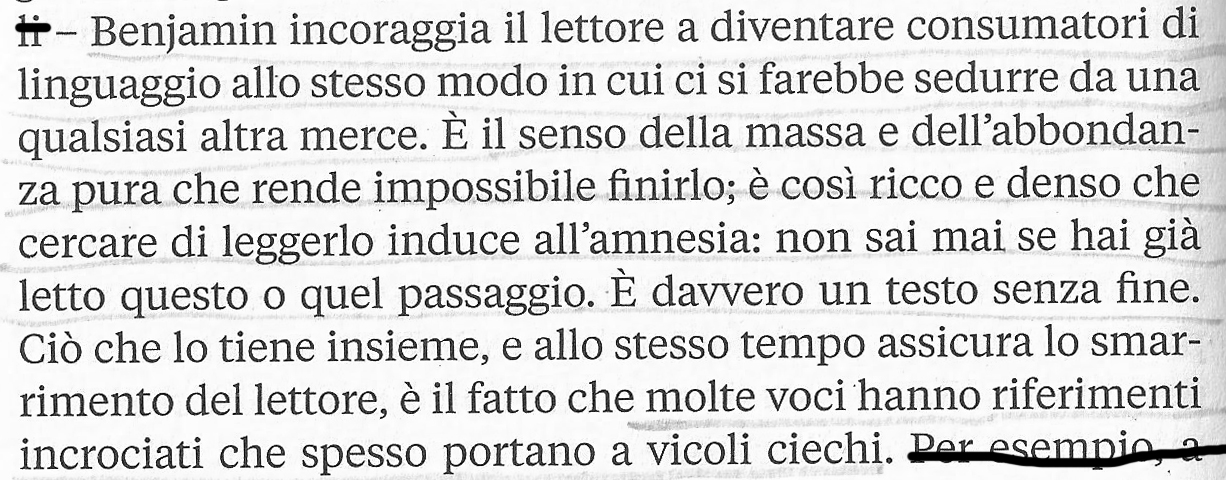 li – Benjamin incoraggia il lettore a diventare consumatori di
linguaggio allo stesso modo in cui ci si farebbe sedurre da una
qualsiasi altra merce. È il senso della massa e dell’abbondan-
za pura che rende impossibile finirlo; è così ricco e denso che
cercare di leggerlo induce all’amnesia: non sai mai se hai già
letto questo o quel passaggio. È davvero un testo senza fine.
Ciò che lo tiene insieme, e allo stesso tempo assicura lo smar-
rimento del lettore, è il fatto che molte voci hanno riferimenti
incrociati che spesso portano a vicoli ciechi. Per esempio, a